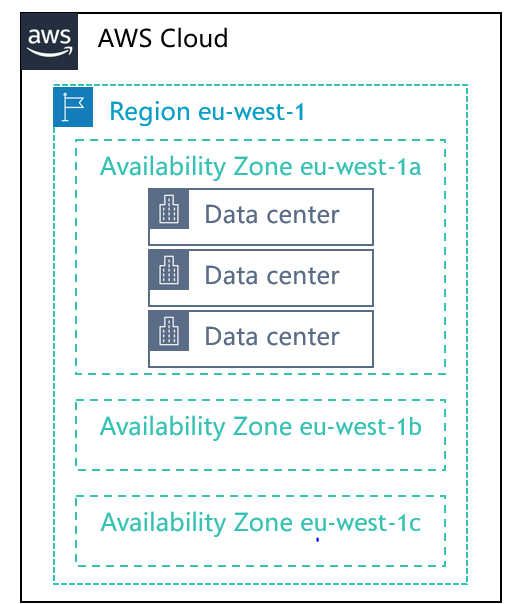 aws
AWS Cloud
Region eu-west-1
Availability Zone eu-west-1a
Data center
Data center
Data center
Availability Zone eu-west-1b
Availability Zone eu-west-1c